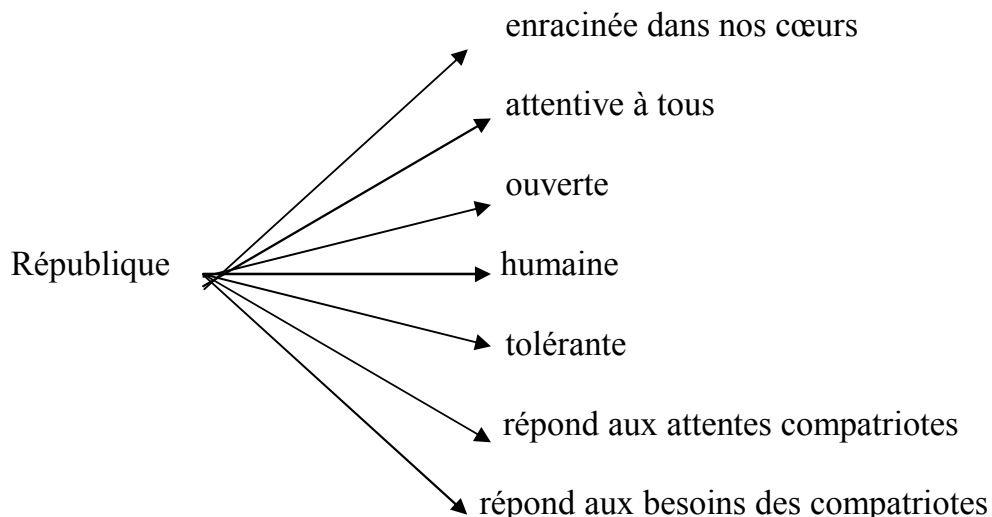 enracinée dans nos cœurs
attentive à tous
ouverte
République
humaine
tolérante
répond aux attentes compatriotes
répond aux besoins des compatriotes